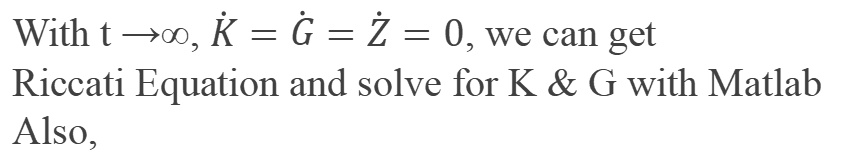 With t →∞, K̇ = Ġ = Ż = 0, we can get
Riccati Equation and solve for K & G with Matlab
Also,